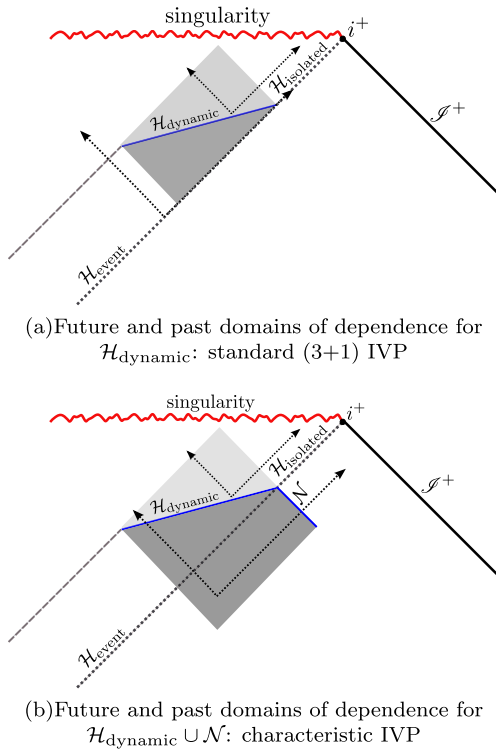 singularity
i⁺
ℋ_isolated
ℋ_dynamic
𝓘⁺
ℋ_event
(a)Future and past domains of dependence for
ℋ_dynamic: standard (3+1) IVP
singularity
i⁺
ℋ_isolated
ℋ_dynamic
𝒩
𝓘⁺
ℋ_event
(b)Future and past domains of dependence for
ℋ_dynamic ∪ 𝒩: characteristic IVP